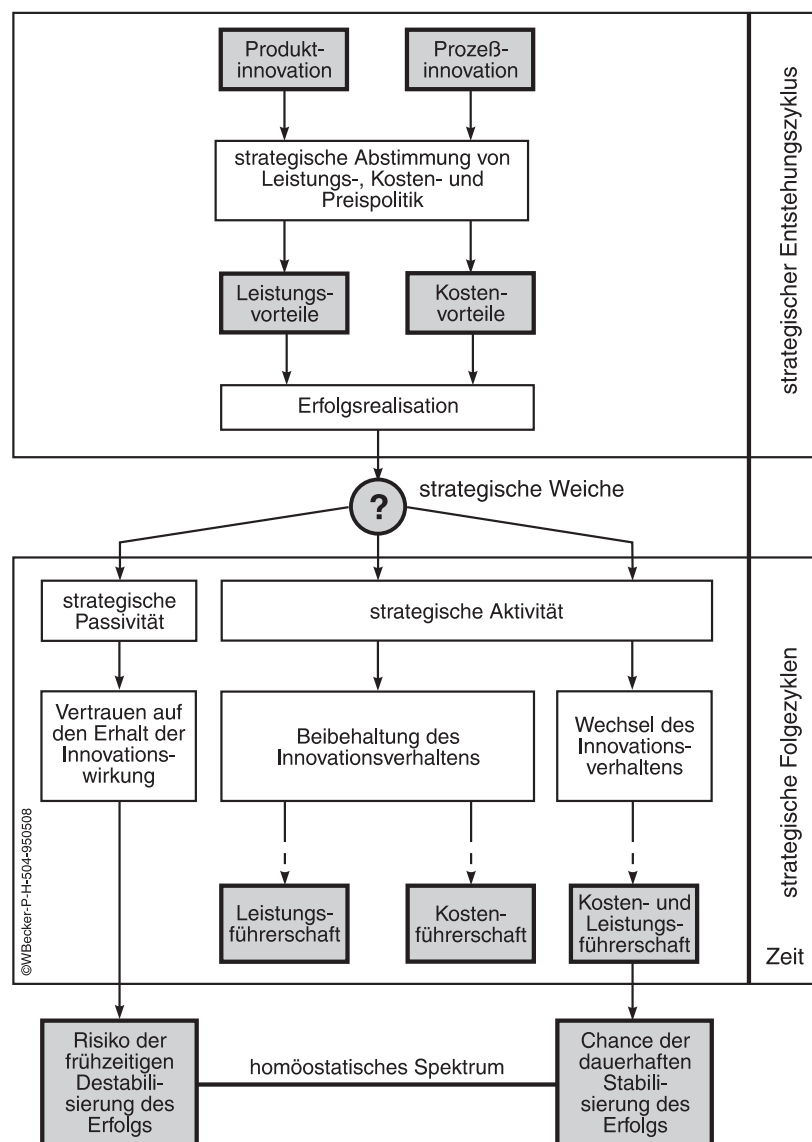 Produkt-
innovation
Prozeß-
innovation
strategische Abstimmung von
Leistungs-, Kosten- und
Preispolitik
Leistungs-
vorteile
Kosten-
vorteile
Erfolgsrealisation
strategischer Entstehungszyklus
?
strategische Weiche
strategische
Passivität
strategische Aktivität
Vertrauen auf
den Erhalt der
Innovations-
wirkung
Beibehaltung des
Innovationsverhaltens
Wechsel des
Innovations-
verhaltens
Leistungs-
führerschaft
Kosten-
führerschaft
Kosten- und
Leistungs-
führerschaft
strategische Folgezyklen
Zeit
©WBecker-P-H-504-950508
Risiko der
frühzeitigen
Destabili-
sierung des
Erfolgs
homöostatisches Spektrum
Chance der
dauerhaften
Stabili-
sierung des
Erfolgs